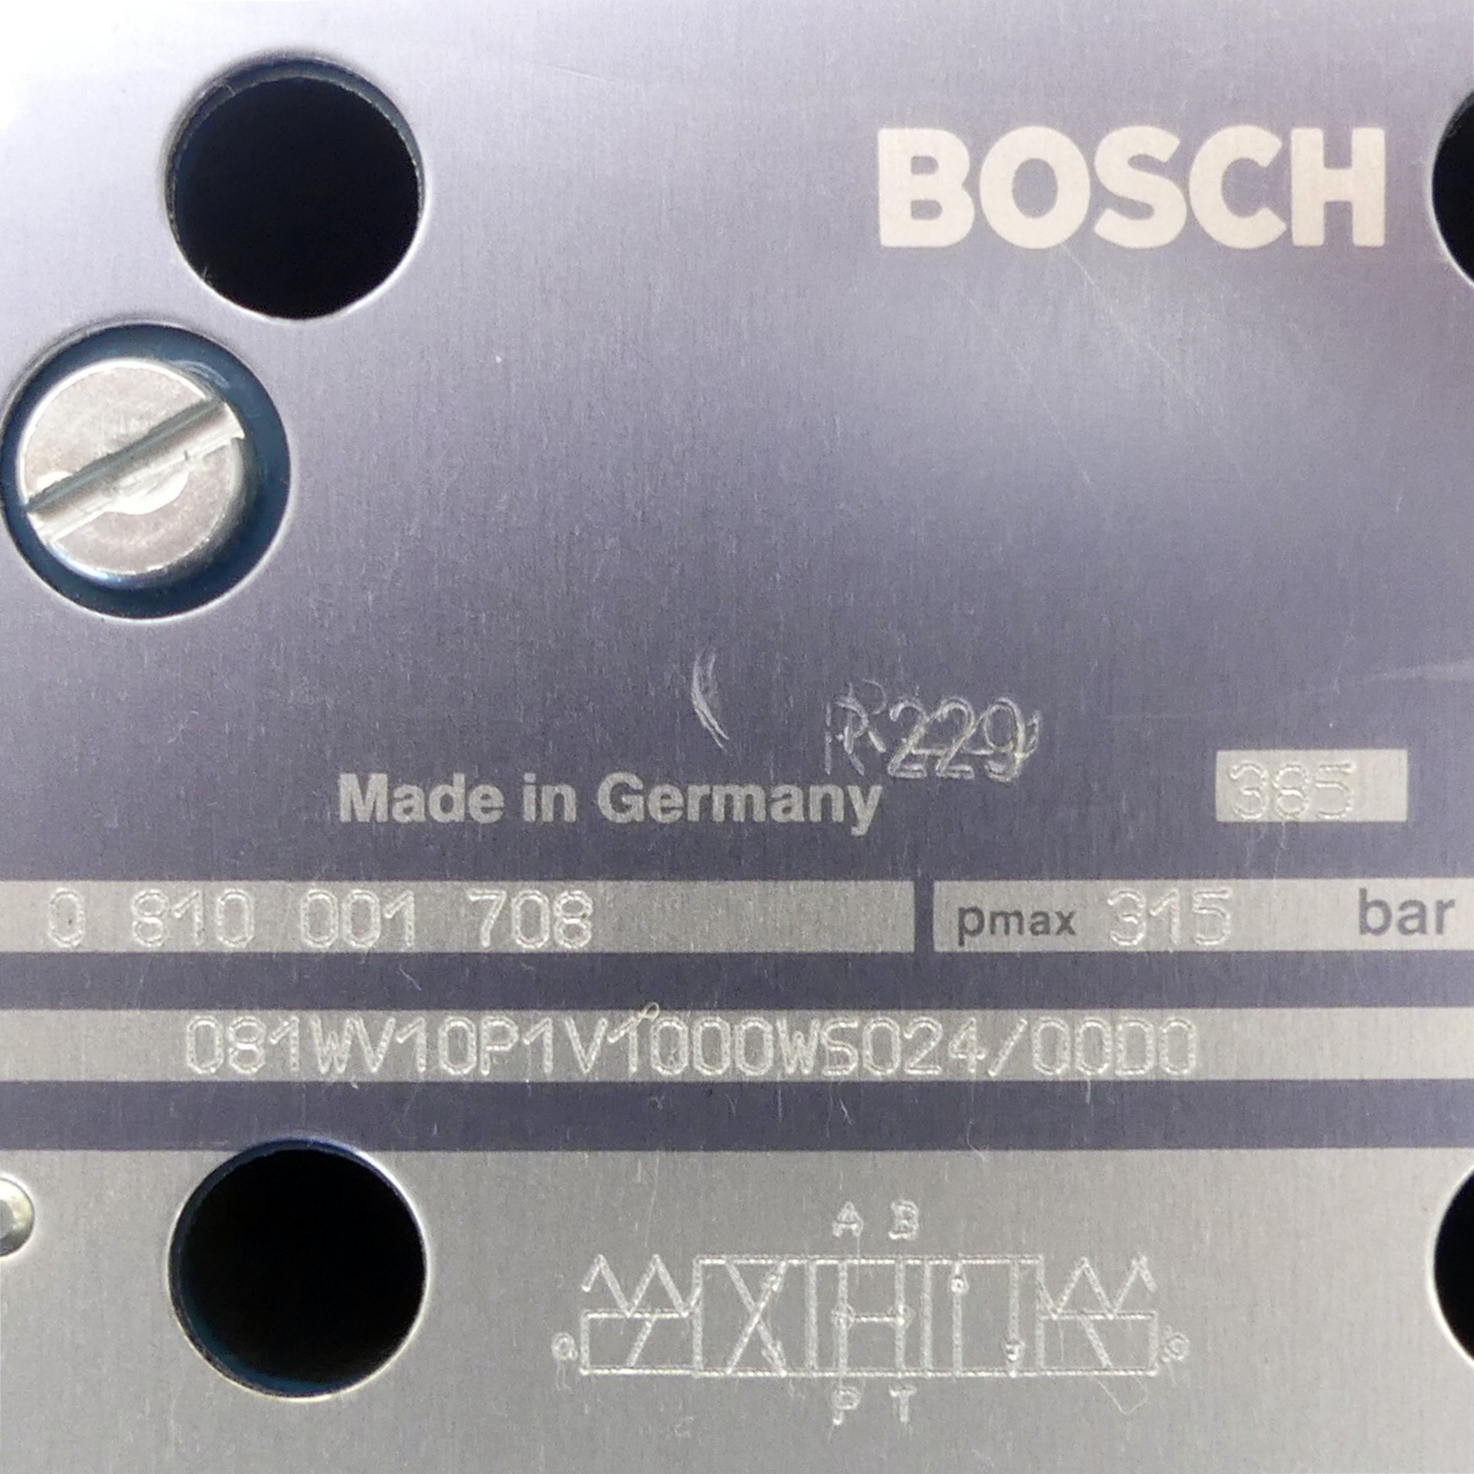 BOSCH
R229
Made in Germany
385
0 810 001 708
pmax 315 bar
081WV10P1V1000WS024/00D0
A B
a
P T